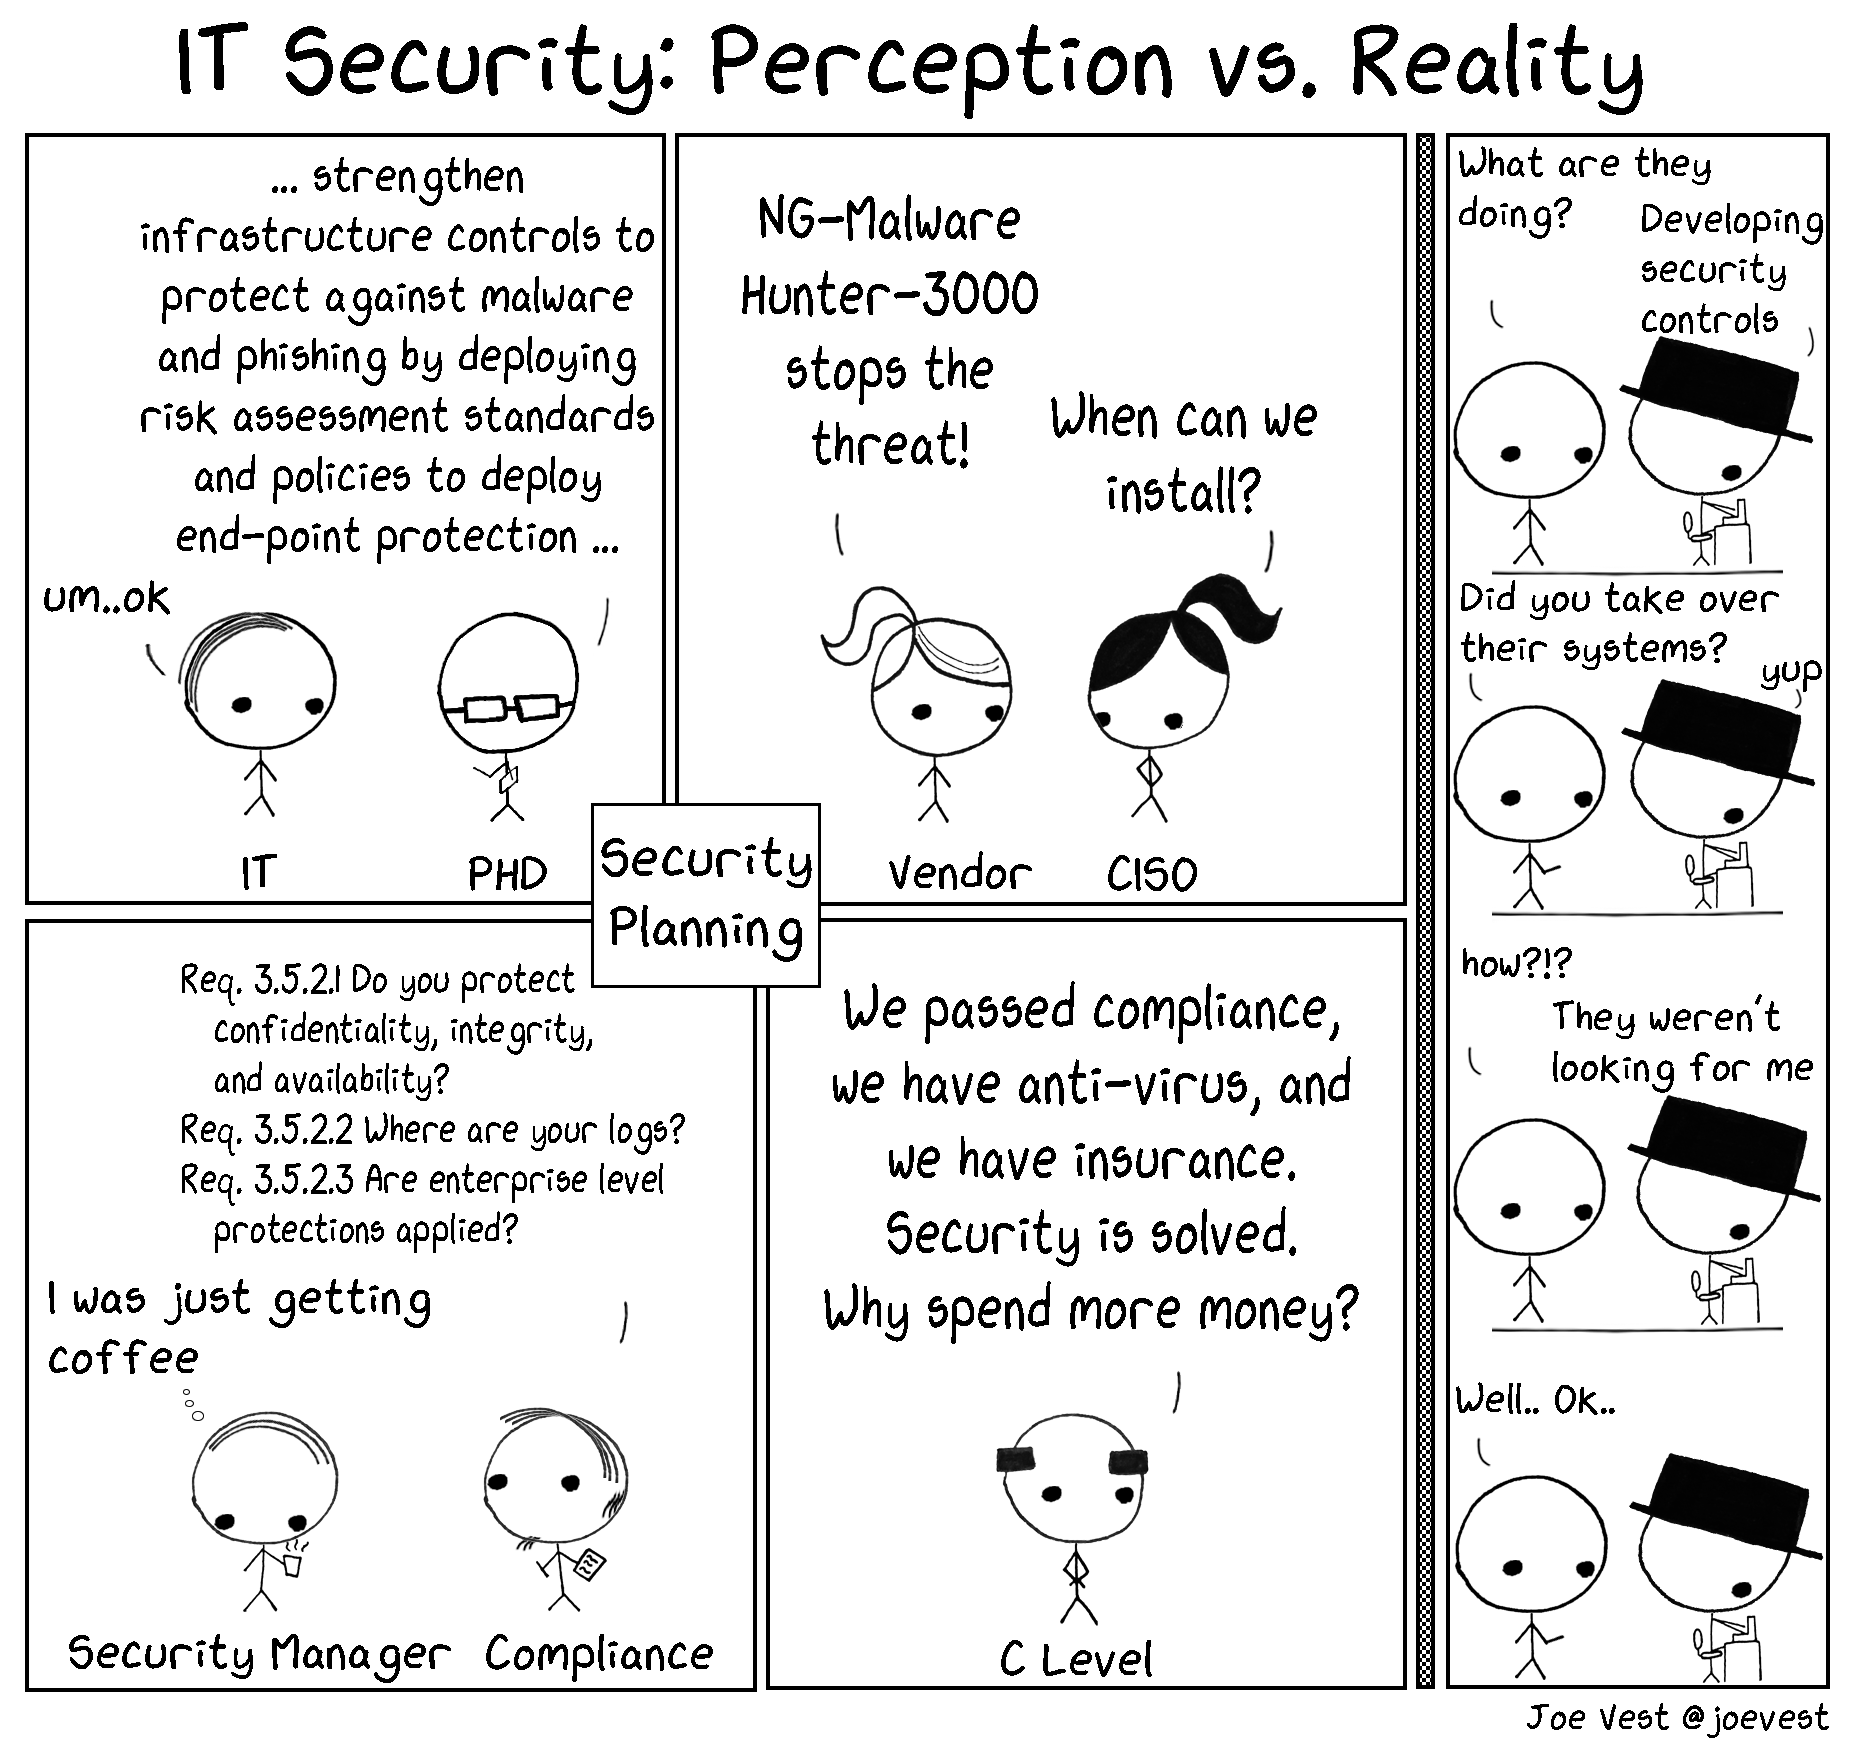 IT Security: Perception vs. Reality
... strengthen
infrastructure controls to
protect against malware
and phishing by deploying
risk assessment standards
and policies to deploy
end-point protection ...
um..ok
IT
PHD
NG-Malware
Hunter-3000
stops the
threat!
When can we
install?
Vendor
CISO
Security
Planning
Req. 3.5.2.1 Do you protect
confidentiality, integrity,
and availability?
Req. 3.5.2.2 Where are your logs?
Req. 3.5.2.3 Are enterprise level
protections applied?
I was just getting
coffee
Security Manager
Compliance
We passed compliance,
we have anti-virus, and
we have insurance.
Security is solved.
Why spend more money?
C Level
What are they
doing?
Developing
security
controls
Did you take over
their systems?
yup
how?!?
They weren't
looking for me
Well.. Ok..
Joe Vest @joevest